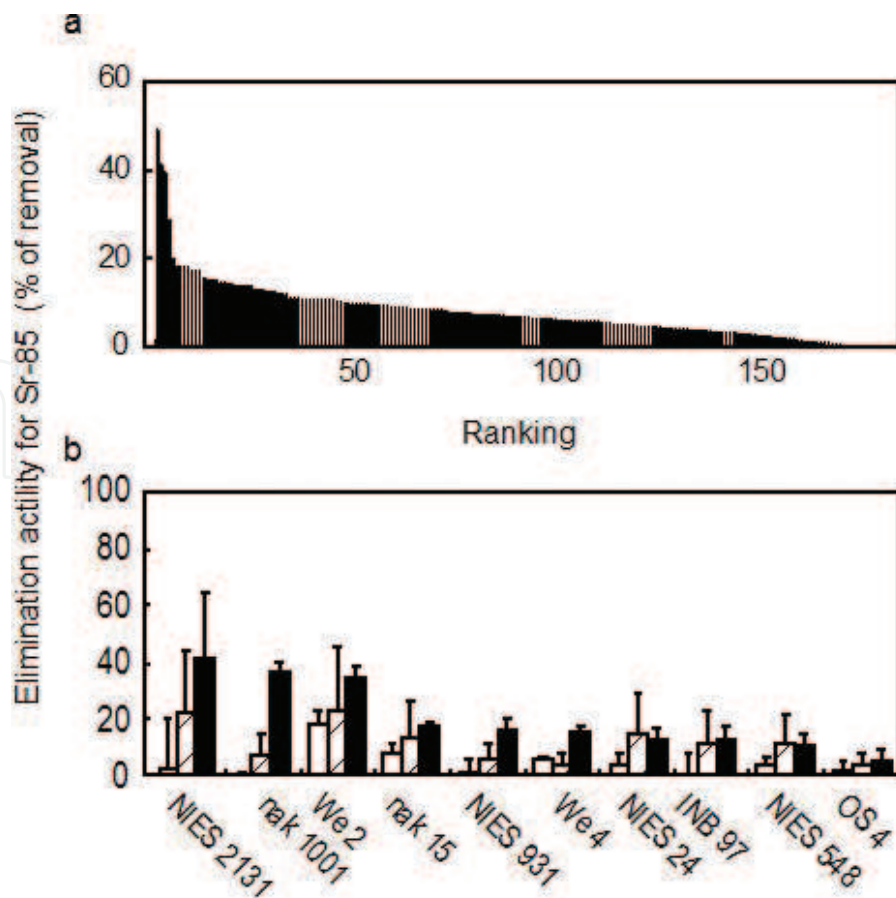 a
Elimination actility for Sr-85 (% of removal)
60
40
20
0
50
100
150
Ranking
b
100
80
60
40
20
0
NIES 2131
nak 1001
We 2
nak 15
NIES 931
We 4
NIES 24
INB 97
NIES 548
OS 4